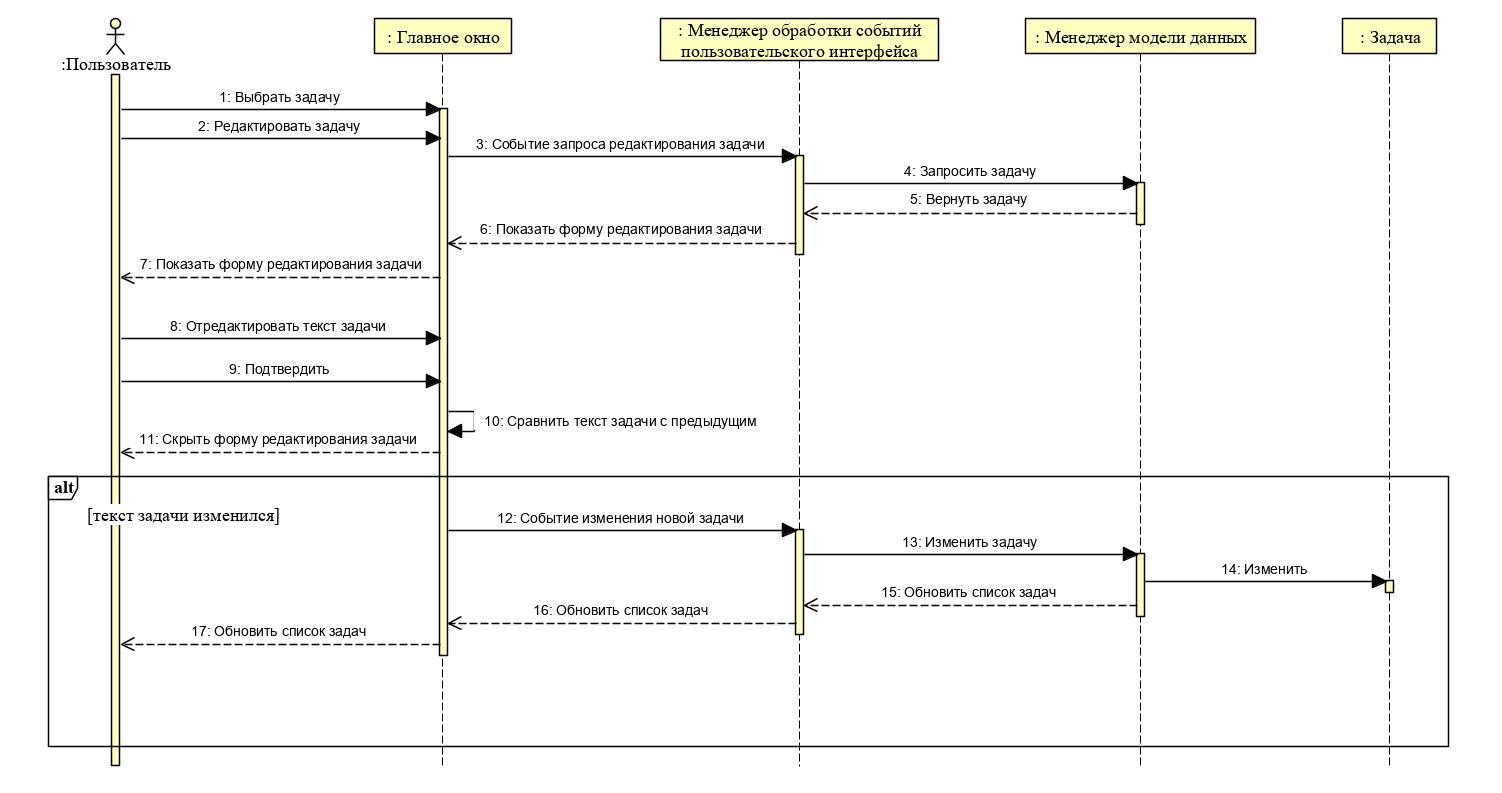 :Пользователь
: Главное окно
: Менеджер обработки событий
пользовательского интерфейса
: Менеджер модели данных
: Задача
1: Выбрать задачу
2: Редактировать задачу
3: Событие запроса редактирования задачи
4: Запросить задачу
5: Вернуть задачу
6: Показать форму редактирования задачи
7: Показать форму редактирования задачи
8: Отредактировать текст задачи
9: Подтвердить
10: Сравнить текст задачи с предыдущим
11: Скрыть форму редактирования задачи
alt
[текст задачи изменился]
12: Событие изменения новой задачи
13: Изменить задачу
14: Изменить
15: Обновить список задач
16: Обновить список задач
17: Обновить список задач